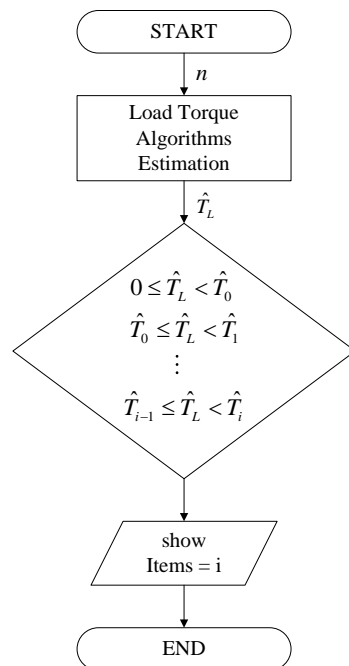 START
n
Load Torque
Algorithms
Estimation
T̂_L
0 ≤ T̂_L < T̂_0
T̂_0 ≤ T̂_L < T̂_1
⋮
T̂_{i−1} ≤ T̂_L < T̂_i
show
Items = i
END